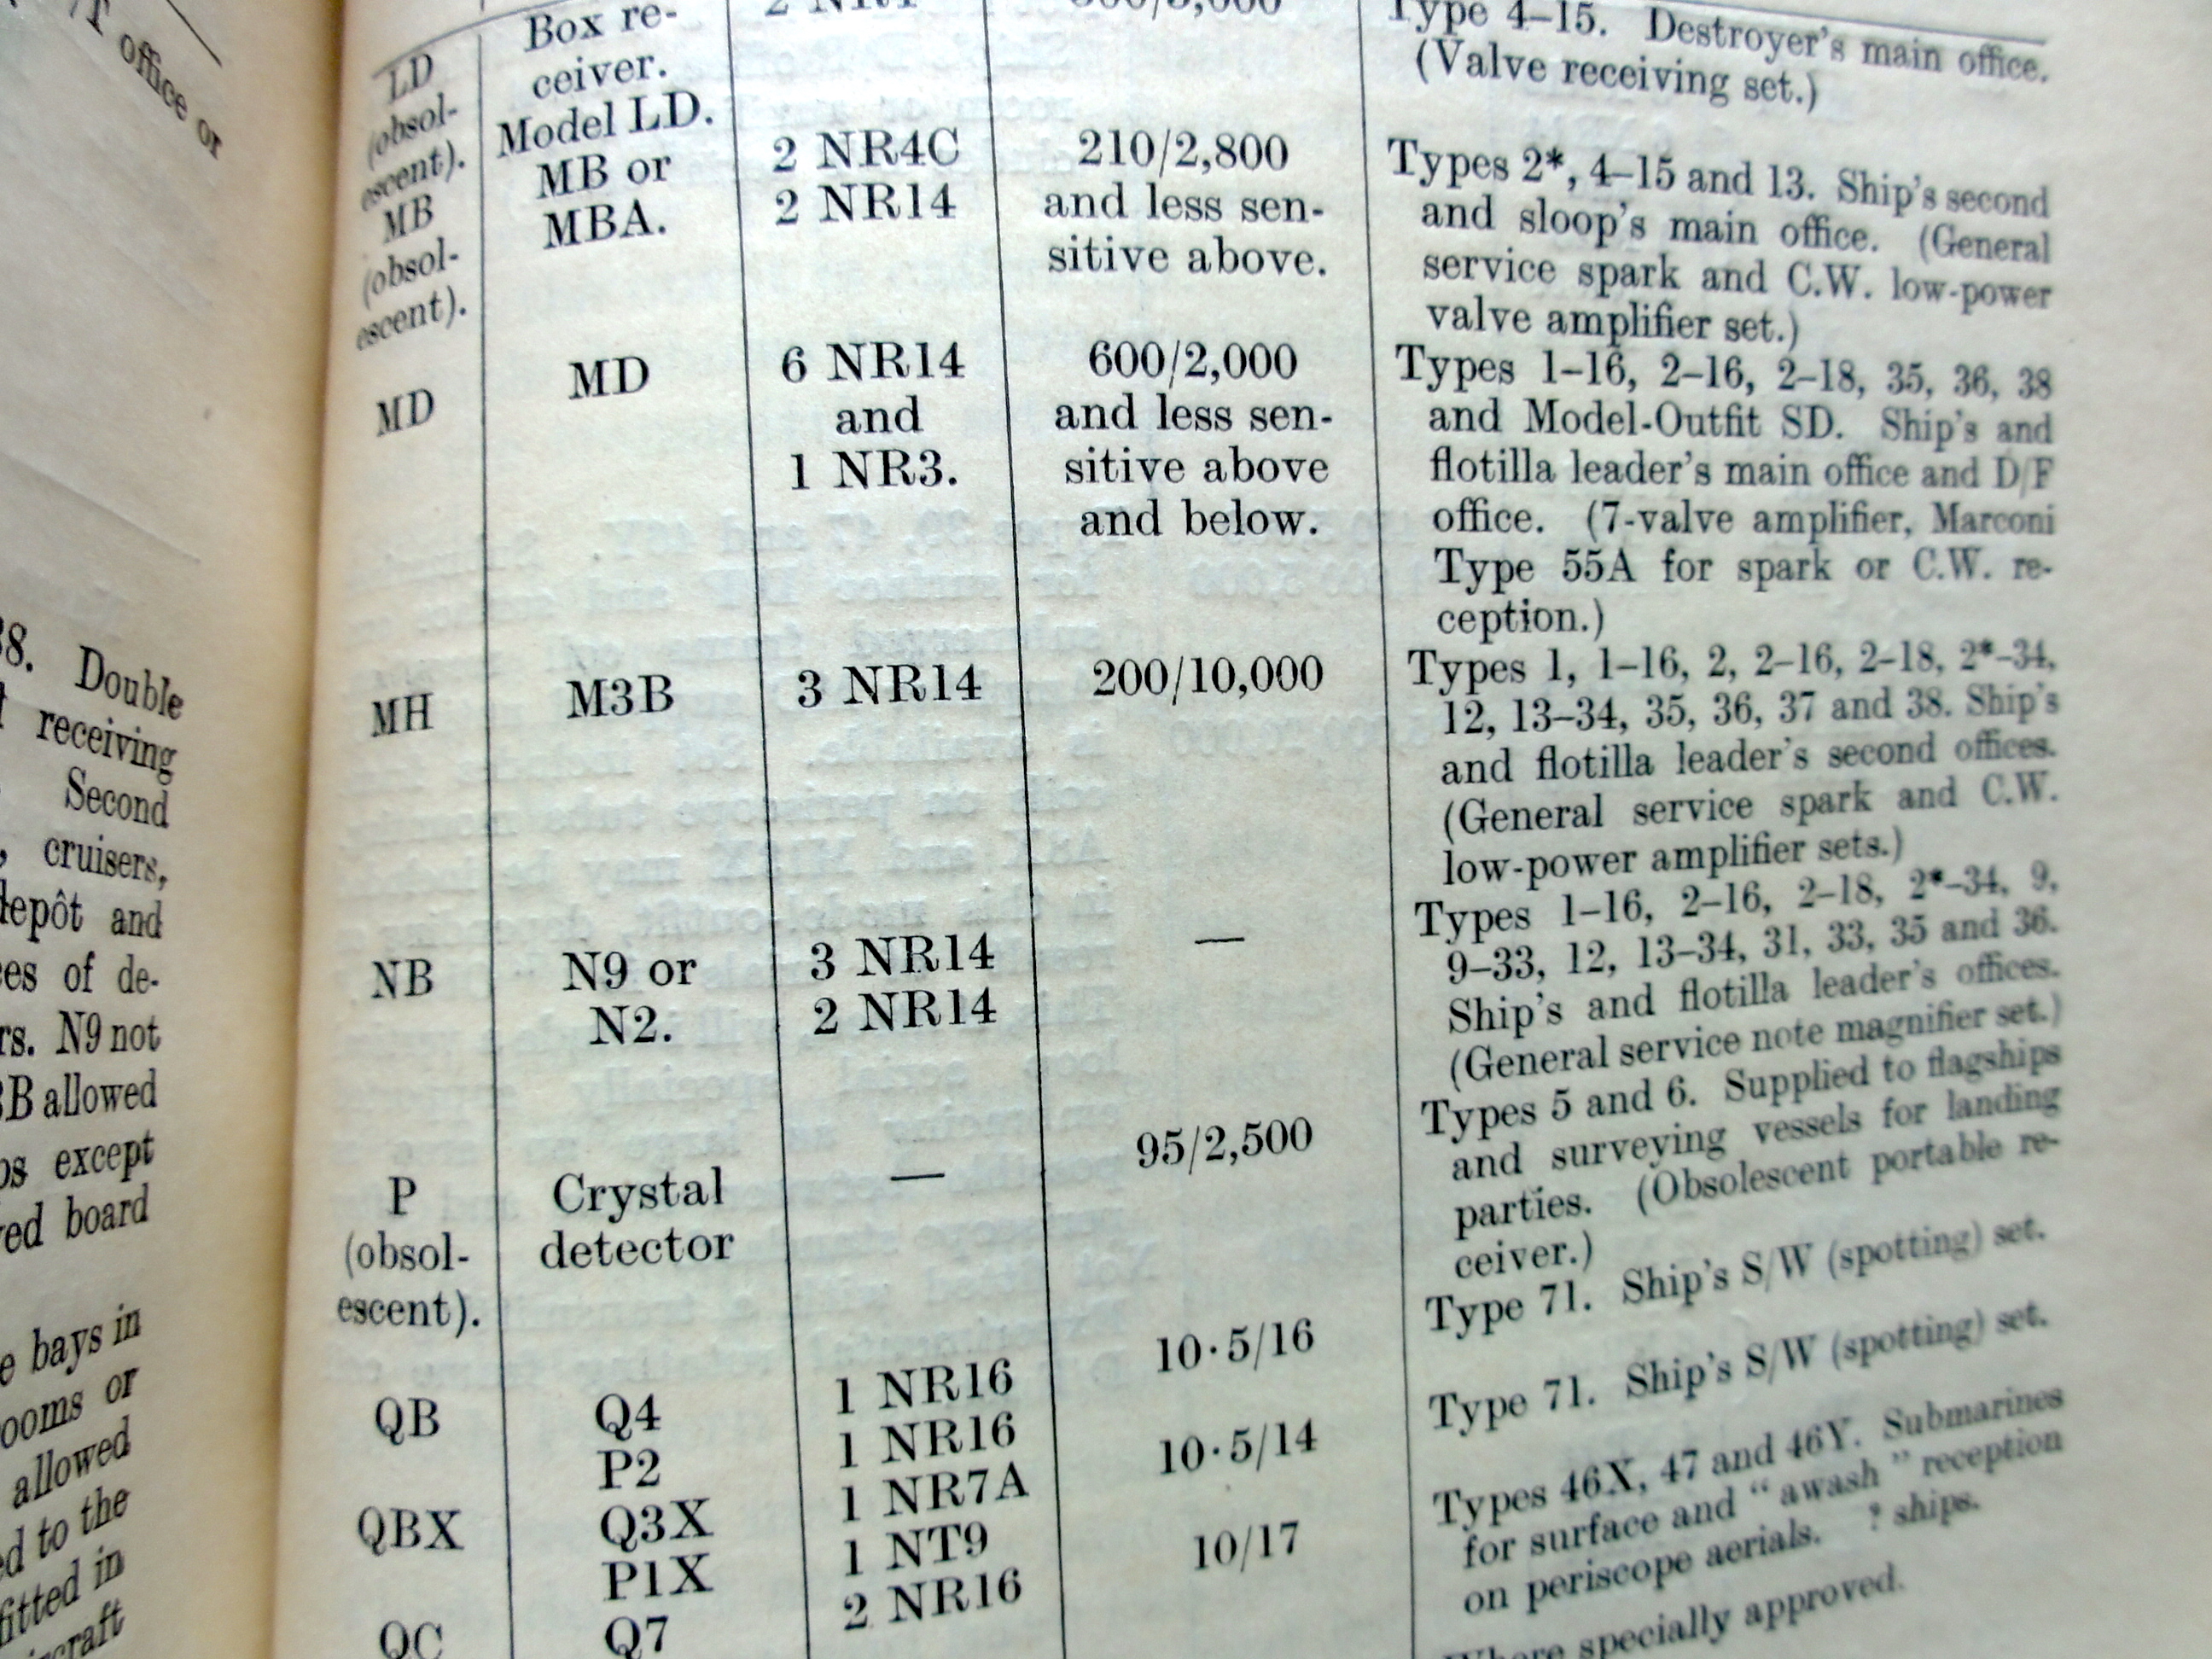 /T office or
8. Double
receiving
Second
cruisers,
depôt and
es of de-
rs. N9 not
B allowed
os except
ed board
e bays in
ooms or
allowed
ed to the
fitted in
ircraft
LD
(obsol-
escent).
MB
(obsol-
escent).
MD
MH
NB
P
(obsol-
escent).
QB
QBX
QC
Box re-
ceiver.
Model LD.
MB or
MBA.
MD
M3B
N9 or
N2.
Crystal
detector
Q4
P2
Q3X
P1X
Q7
2 NR4C
2 NR14
6 NR14
and
1 NR3.
3 NR14
3 NR14
2 NR14
—
1 NR16
1 NR16
1 NR7A
1 NT9
2 NR16
210/2,800
and less sen-
sitive above.
600/2,000
and less sen-
sitive above
and below.
200/10,000
—
95/2,500
10·5/16
10·5/14
10/17
Type 4–15. Destroyer's main office.
(Valve receiving set.)
Types 2*, 4–15 and 13. Ship's second
and sloop's main office. (General
service spark and C.W. low-power
valve amplifier set.)
Types 1–16, 2–16, 2–18, 35, 36, 38
and Model-Outfit SD. Ship's and
flotilla leader's main office and D/F
office. (7-valve amplifier, Marconi
Type 55A for spark or C.W. re-
ception.)
Types 1, 1–16, 2, 2–16, 2–18, 2*–34,
12, 13–34, 35, 36, 37 and 38. Ship's
and flotilla leader's second offices.
(General service spark and C.W.
low-power amplifier sets.)
Types 1–16, 2–16, 2–18, 2*–34, 9,
9–33, 12, 13–34, 31, 33, 35 and 36.
Ship's and flotilla leader's offices.
(General service note magnifier set.)
Types 5 and 6. Supplied to flagships
and surveying vessels for landing
parties. (Obsolescent portable re-
ceiver.)
Type 71. Ship's S/W (spotting) set.
Type 71. Ship's S/W (spotting) set.
Types 46X, 47 and 46Y. Submarines
for surface and "awash" reception
on periscope aerials. ? ships.
Where specially approved.